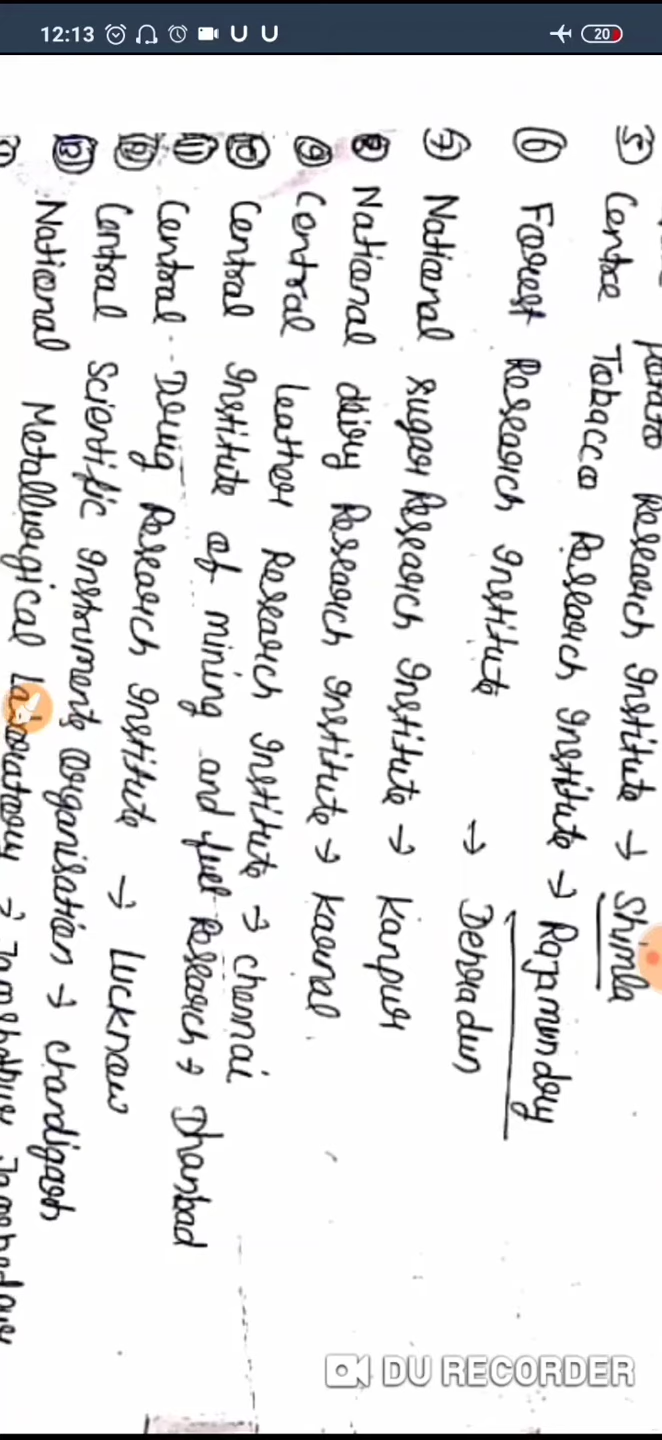 12:13
20
Potato Research Institute → Shimla
⑤ Centre Tobacco Research Institute → Rajamundry
⑥ Forest Research Institute → Dehradun
⑦ National sugar Research Institute → Kanpur
⑧ National diry Research Institute → Karnal.
⑨ Central leather Research Institute → chennai
⑩ Central Institute of mining and fuel Research → Dhanbad
⑪ Central Drug Research Institute → Lucknow
⑫ Central Scientific Instruments Organisation → chandigarh
⑬ National Metallurgical Laboratory →
DU RECORDER